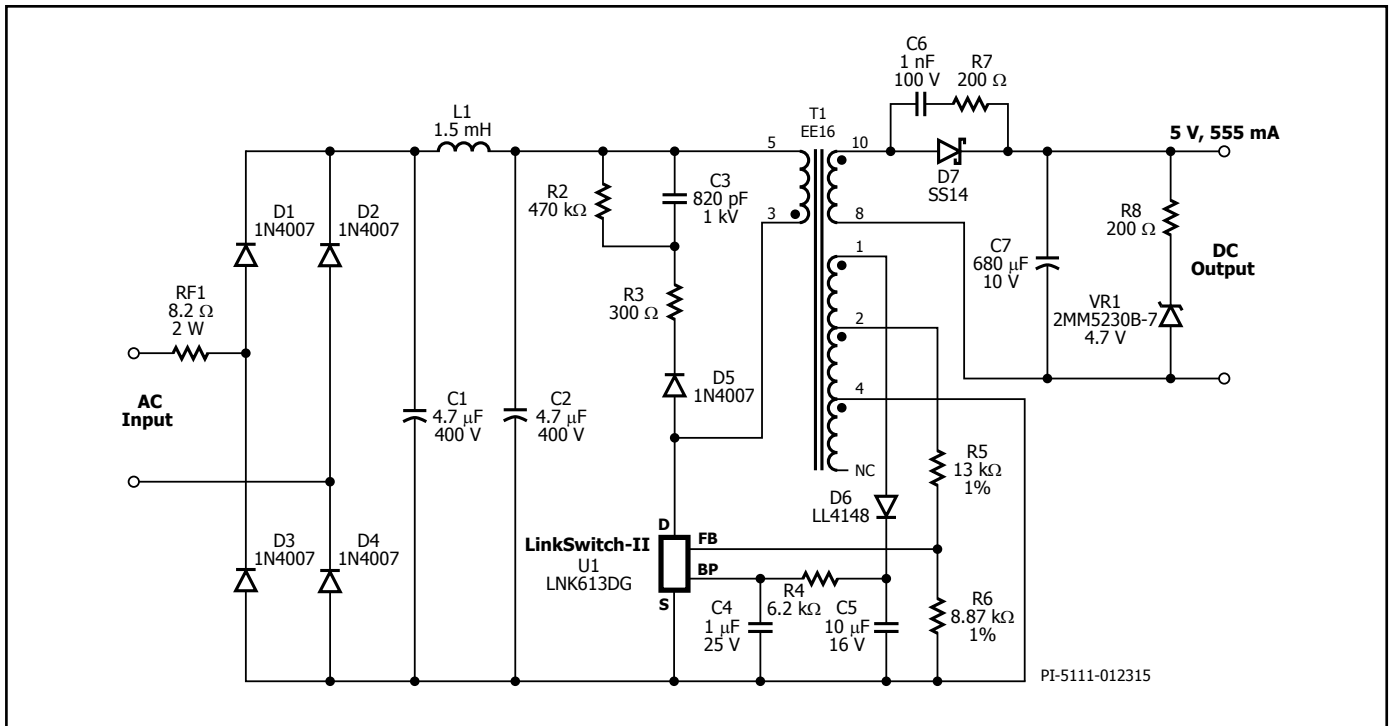 C6
1 nF
100 V
R7
200 Ω
T1
EE16
L1
1.5 mH
5
10
5 V, 555 mA
D7
SS14
R2
470 kΩ
C3
820 pF
1 kV
3
8
R8
200 Ω
D1
1N4007
D2
1N4007
1
C7
680 μF
10 V
DC
Output
RF1
8.2 Ω
2 W
R3
300 Ω
VR1
2MM5230B-7
4.7 V
2
D5
1N4007
4
AC
Input
C1
4.7 μF
400 V
C2
4.7 μF
400 V
NC
R5
13 kΩ
1%
D6
LL4148
D3
1N4007
D4
1N4007
D
LinkSwitch-II
U1
LNK613DG
FB
BP
S
R4
6.2 kΩ
C4
1 μF
25 V
C5
10 μF
16 V
R6
8.87 kΩ
1%
PI-5111-012315